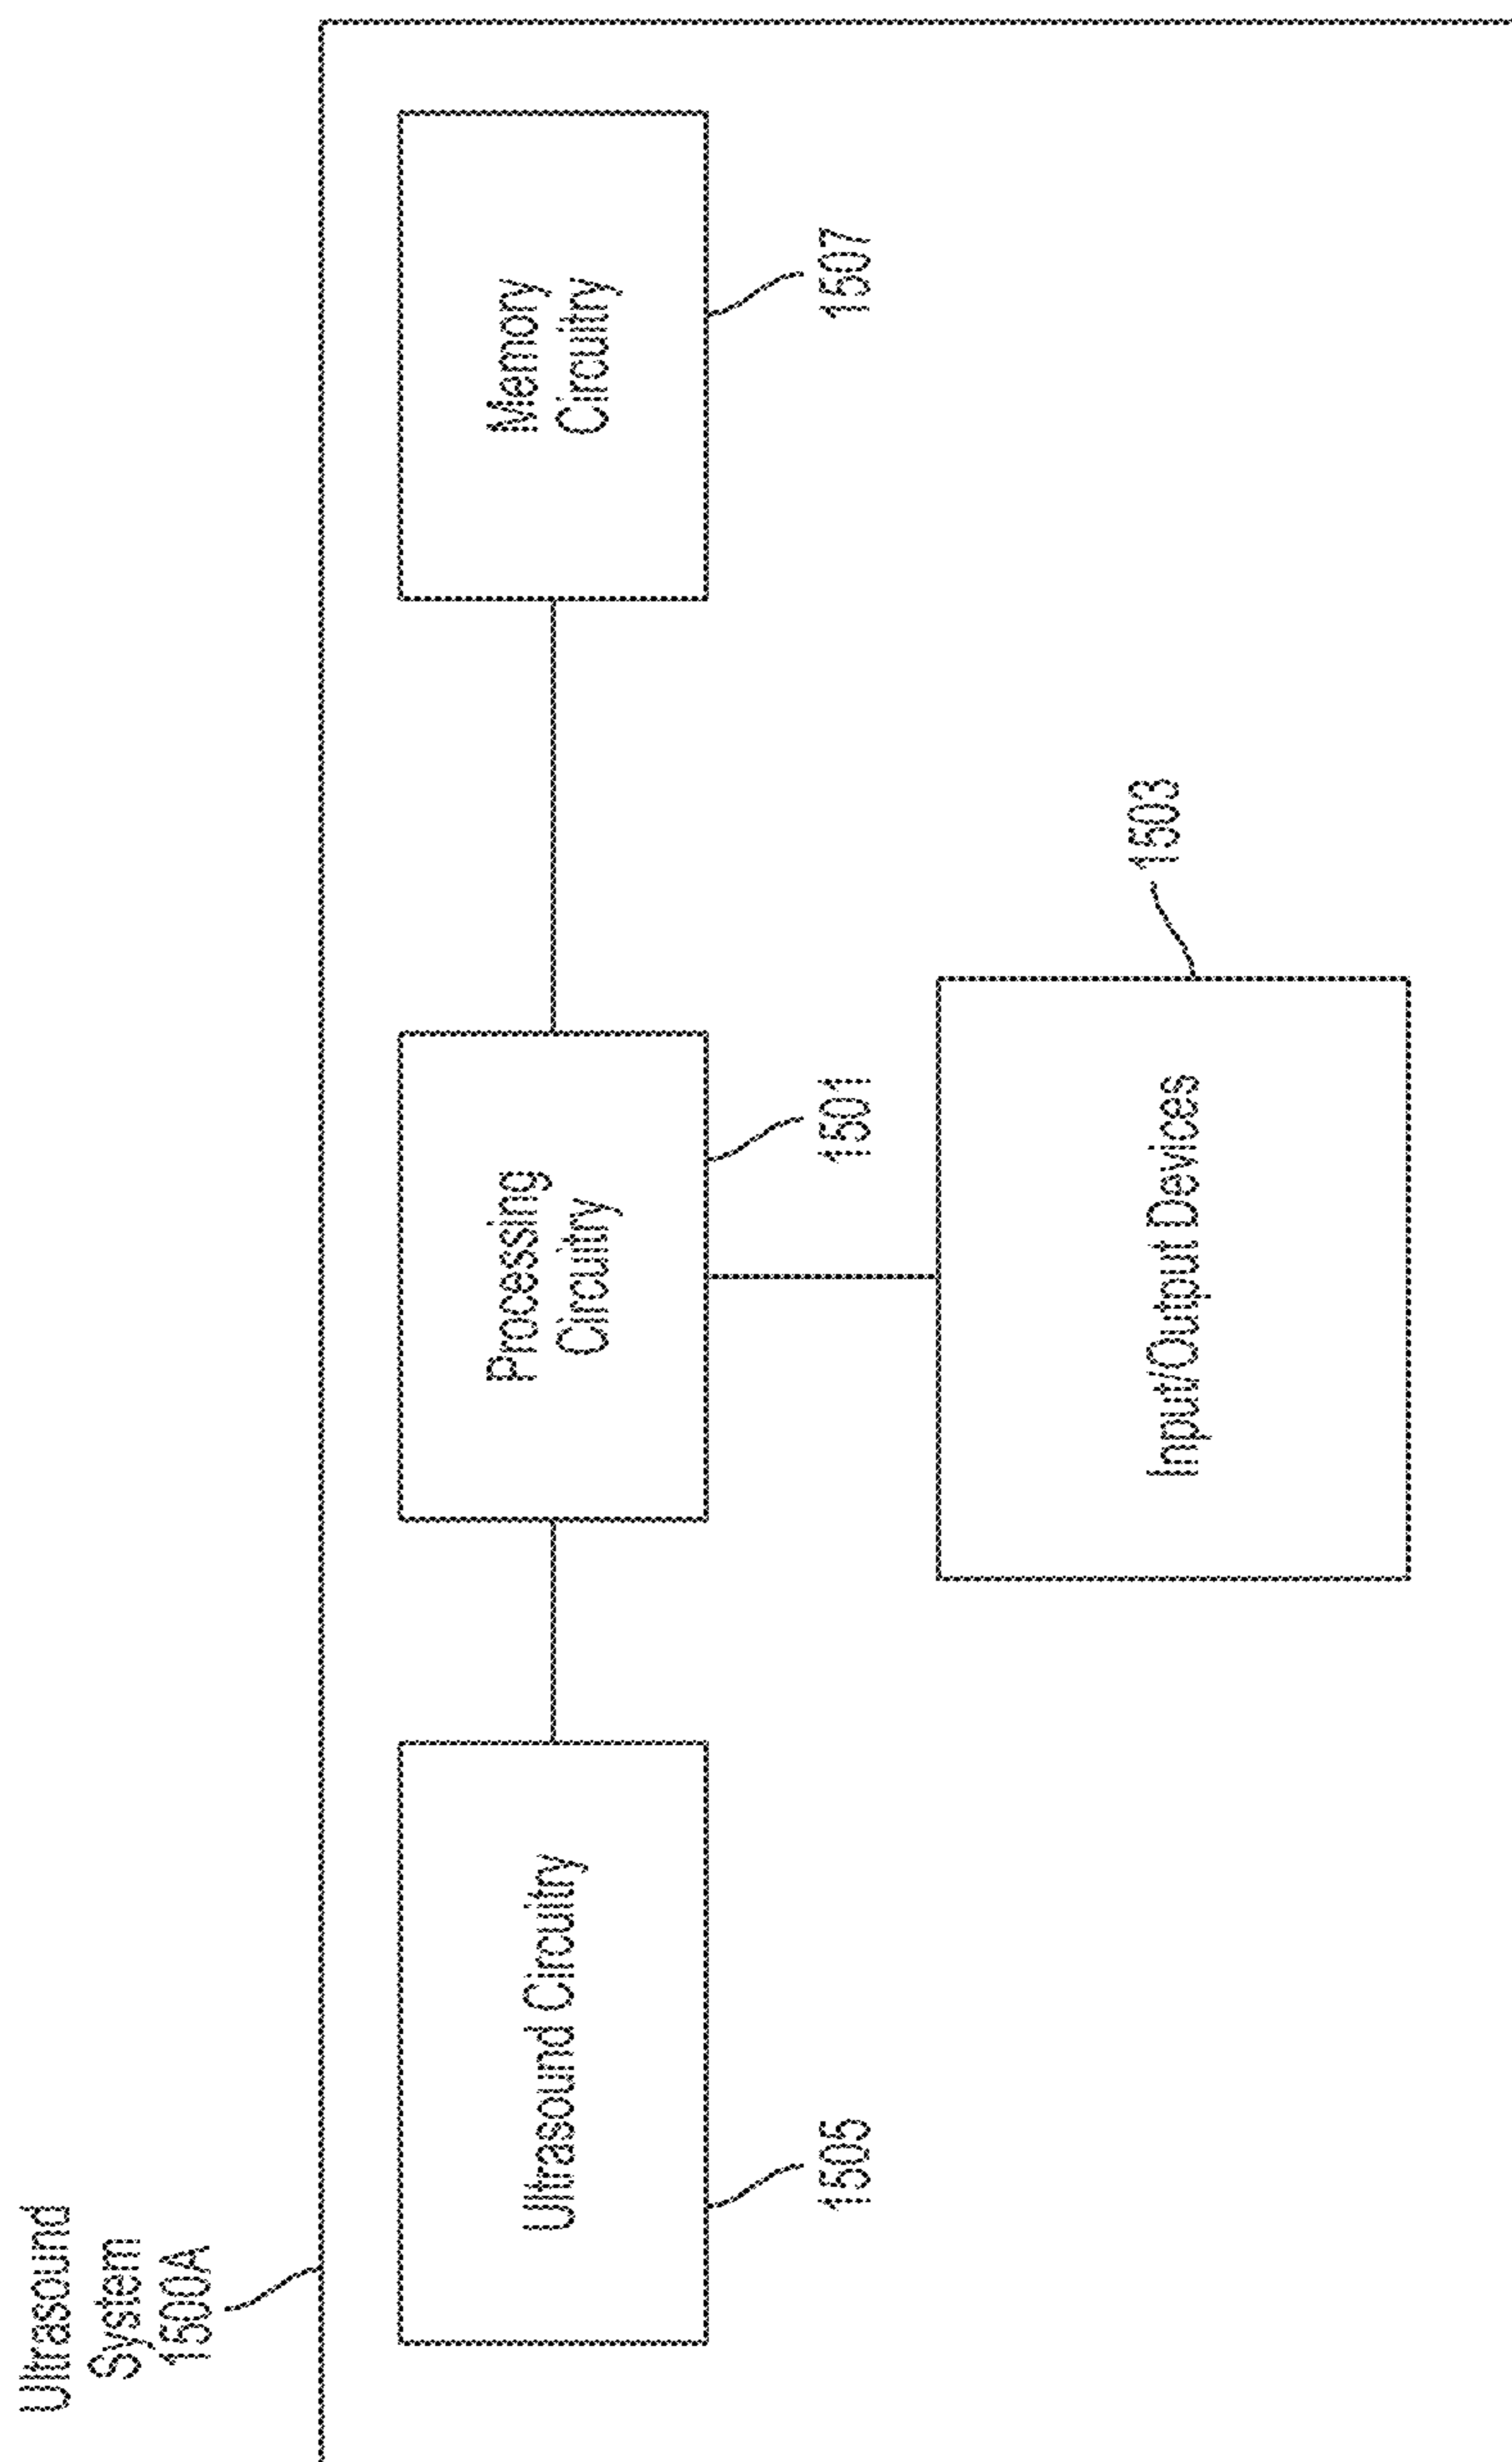 Ultrasound
System
1500A
Ultrasound Circuitry
1505
Processing
Circuitry
1501
Memory
Circuitry
1507
Input/Output Devices
1503